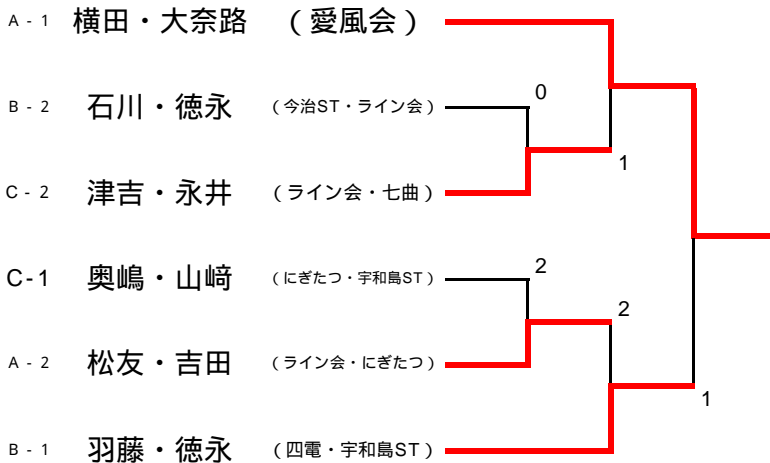 A - 1 横田・大奈路 (愛風会)
0
B - 2 石川・徳永 (今治ST・ライン会)
1
C - 2 津吉・永井 (ライン会・七曲)
C-1 奥嶋・山﨑 (にぎたつ・宇和島ST)
2
2
A - 2 松友・吉田 (ライン会・にぎたつ)
1
B - 1 羽藤・徳永 (四電・宇和島ST)